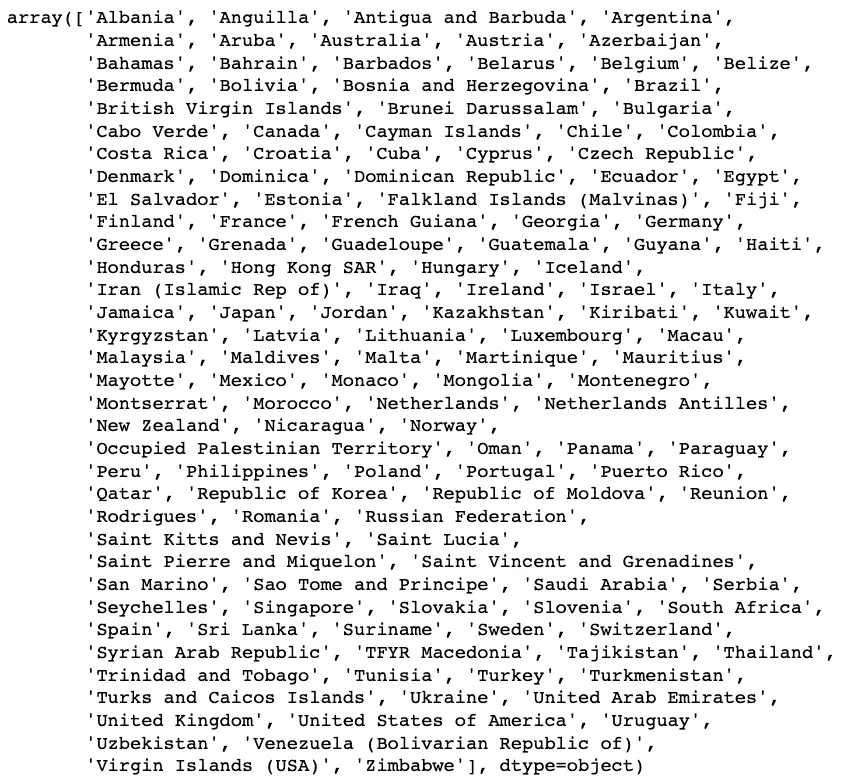 array(['Albania', 'Anguilla', 'Antigua and Barbuda', 'Argentina',
'Armenia', 'Aruba', 'Australia', 'Austria', 'Azerbaijan',
'Bahamas', 'Bahrain', 'Barbados', 'Belarus', 'Belgium', 'Belize',
'Bermuda', 'Bolivia', 'Bosnia and Herzegovina', 'Brazil',
'British Virgin Islands', 'Brunei Darussalam', 'Bulgaria',
'Cabo Verde', 'Canada', 'Cayman Islands', 'Chile', 'Colombia',
'Costa Rica', 'Croatia', 'Cuba', 'Cyprus', 'Czech Republic',
'Denmark', 'Dominica', 'Dominican Republic', 'Ecuador', 'Egypt',
'El Salvador', 'Estonia', 'Falkland Islands (Malvinas)', 'Fiji',
'Finland', 'France', 'French Guiana', 'Georgia', 'Germany',
'Greece', 'Grenada', 'Guadeloupe', 'Guatemala', 'Guyana', 'Haiti',
'Honduras', 'Hong Kong SAR', 'Hungary', 'Iceland',
'Iran (Islamic Rep of)', 'Iraq', 'Ireland', 'Israel', 'Italy',
'Jamaica', 'Japan', 'Jordan', 'Kazakhstan', 'Kiribati', 'Kuwait',
'Kyrgyzstan', 'Latvia', 'Lithuania', 'Luxembourg', 'Macau',
'Malaysia', 'Maldives', 'Malta', 'Martinique', 'Mauritius',
'Mayotte', 'Mexico', 'Monaco', 'Mongolia', 'Montenegro',
'Montserrat', 'Morocco', 'Netherlands', 'Netherlands Antilles',
'New Zealand', 'Nicaragua', 'Norway',
'Occupied Palestinian Territory', 'Oman', 'Panama', 'Paraguay',
'Peru', 'Philippines', 'Poland', 'Portugal', 'Puerto Rico',
'Qatar', 'Republic of Korea', 'Republic of Moldova', 'Reunion',
'Rodrigues', 'Romania', 'Russian Federation',
'Saint Kitts and Nevis', 'Saint Lucia',
'Saint Pierre and Miquelon', 'Saint Vincent and Grenadines',
'San Marino', 'Sao Tome and Principe', 'Saudi Arabia', 'Serbia',
'Seychelles', 'Singapore', 'Slovakia', 'Slovenia', 'South Africa',
'Spain', 'Sri Lanka', 'Suriname', 'Sweden', 'Switzerland',
'Syrian Arab Republic', 'TFYR Macedonia', 'Tajikistan', 'Thailand',
'Trinidad and Tobago', 'Tunisia', 'Turkey', 'Turkmenistan',
'Turks and Caicos Islands', 'Ukraine', 'United Arab Emirates',
'United Kingdom', 'United States of America', 'Uruguay',
'Uzbekistan', 'Venezuela (Bolivarian Republic of)',
'Virgin Islands (USA)', 'Zimbabwe'], dtype=object)